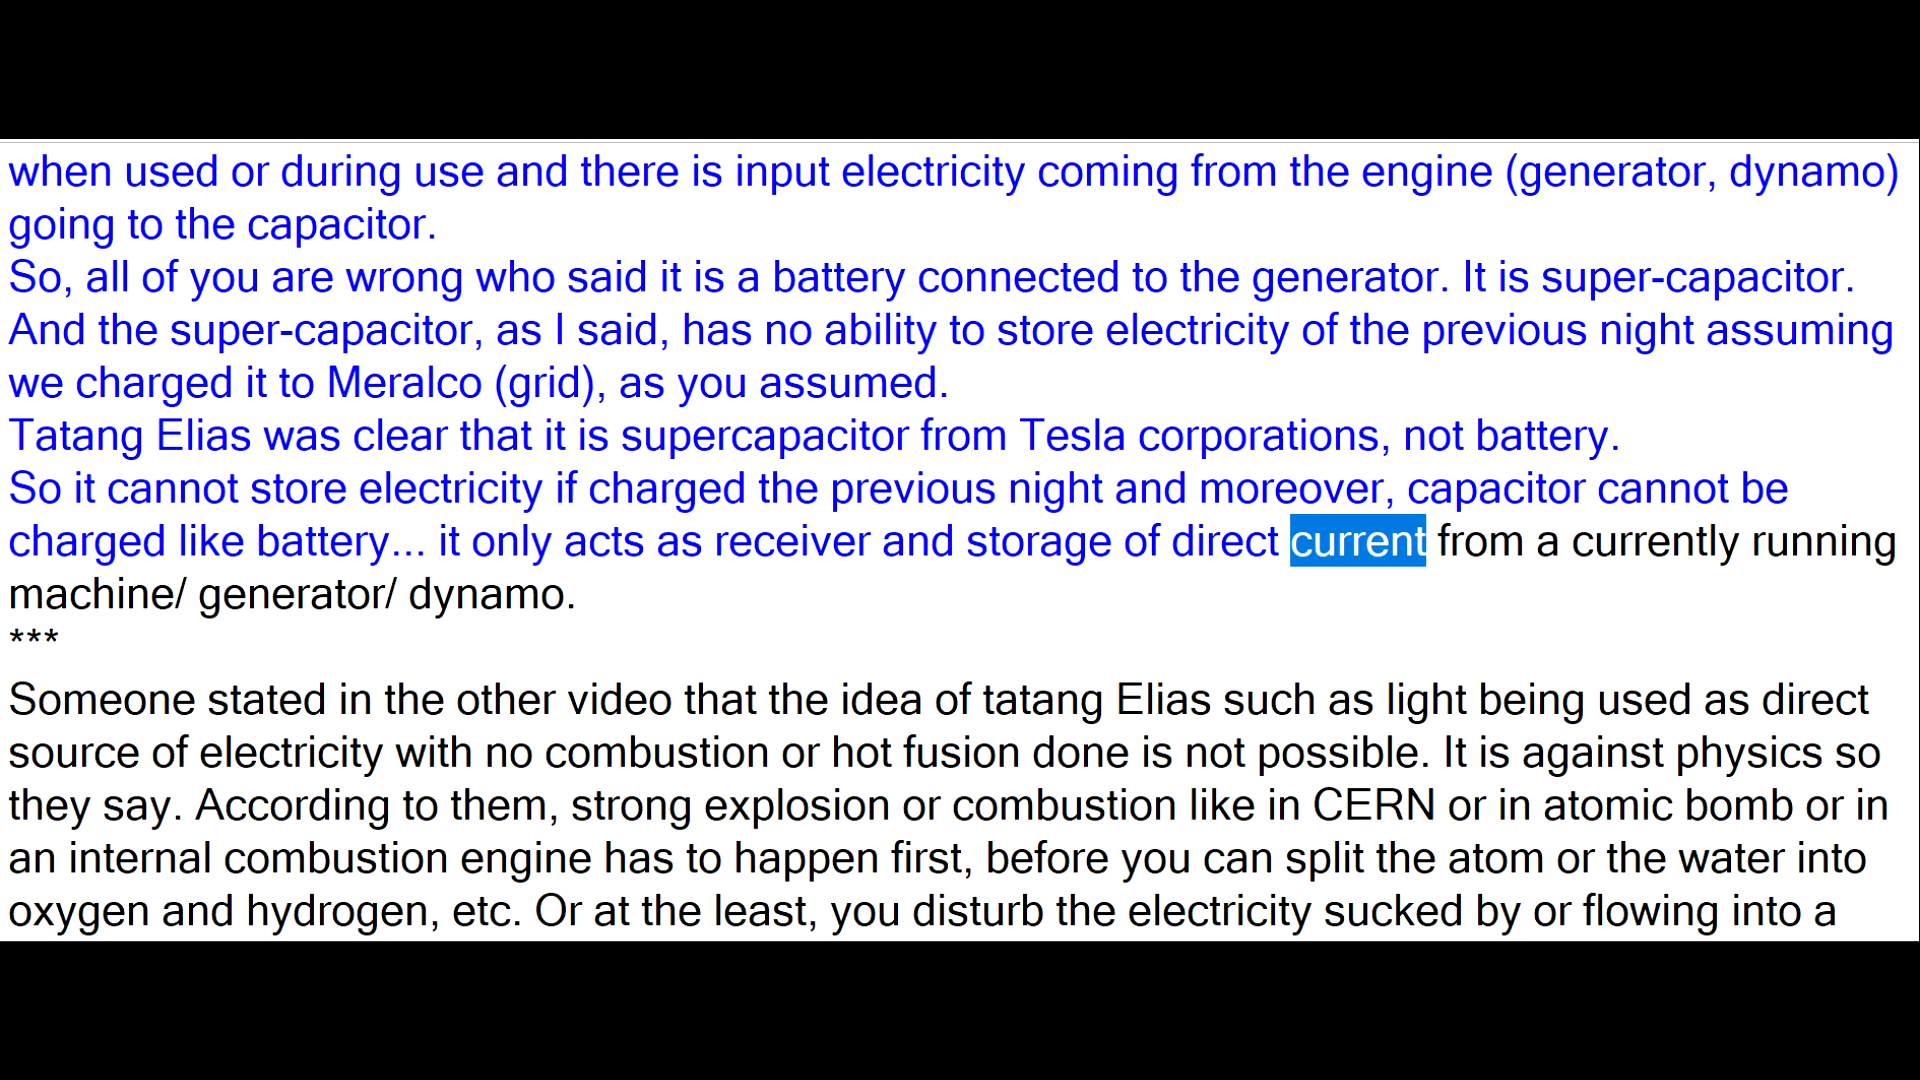 when used or during use and there is input electricity coming from the engine (generator, dynamo)
going to the capacitor.
So, all of you are wrong who said it is a battery connected to the generator. It is super-capacitor.
And the super-capacitor, as I said, has no ability to store electricity of the previous night assuming
we charged it to Meralco (grid), as you assumed.
Tatang Elias was clear that it is supercapacitor from Tesla corporations, not battery.
So it cannot store electricity if charged the previous night and moreover, capacitor cannot be
charged like battery... it only acts as receiver and storage of direct current from a currently running
machine/ generator/ dynamo.
***
Someone stated in the other video that the idea of tatang Elias such as light being used as direct
source of electricity with no combustion or hot fusion done is not possible. It is against physics so
they say. According to them, strong explosion or combustion like in CERN or in atomic bomb or in
an internal combustion engine has to happen first, before you can split the atom or the water into
oxygen and hydrogen, etc. Or at the least, you disturb the electricity sucked by or flowing into a